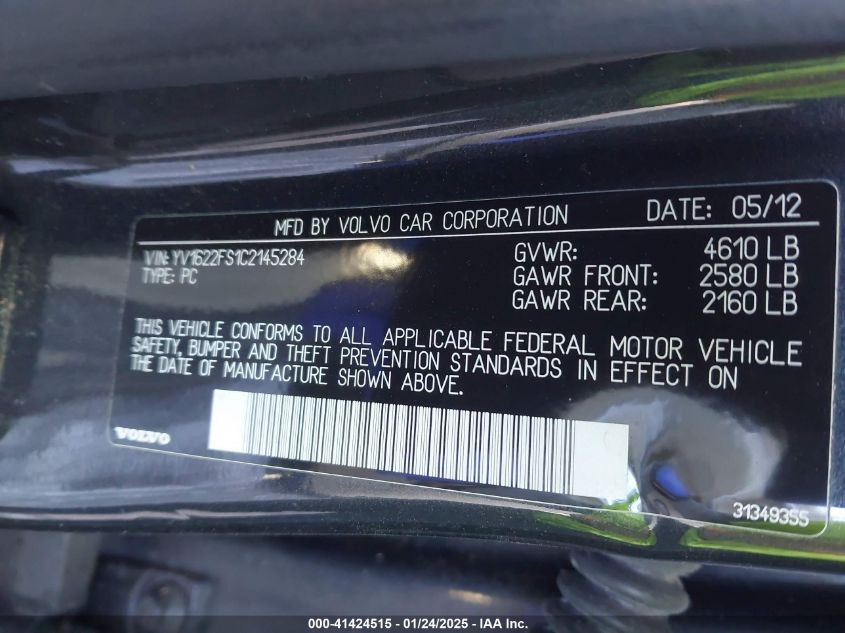 MFD BY VOLVO CAR CORPORATION DATE: 05/12
VIN: YV1622FS1C2145284 GVWR: 4610 LB
TYPE: PC GAWR FRONT: 2580 LB
GAWR REAR: 2160 LB
THIS VEHICLE CONFORMS TO ALL APPLICABLE FEDERAL MOTOR VEHICLE
SAFETY, BUMPER AND THEFT PREVENTION STANDARDS IN EFFECT ON
THE DATE OF MANUFACTURE SHOWN ABOVE.
VOLVO
31349355
000-41424515 - 01/24/2025 - IAA Inc.